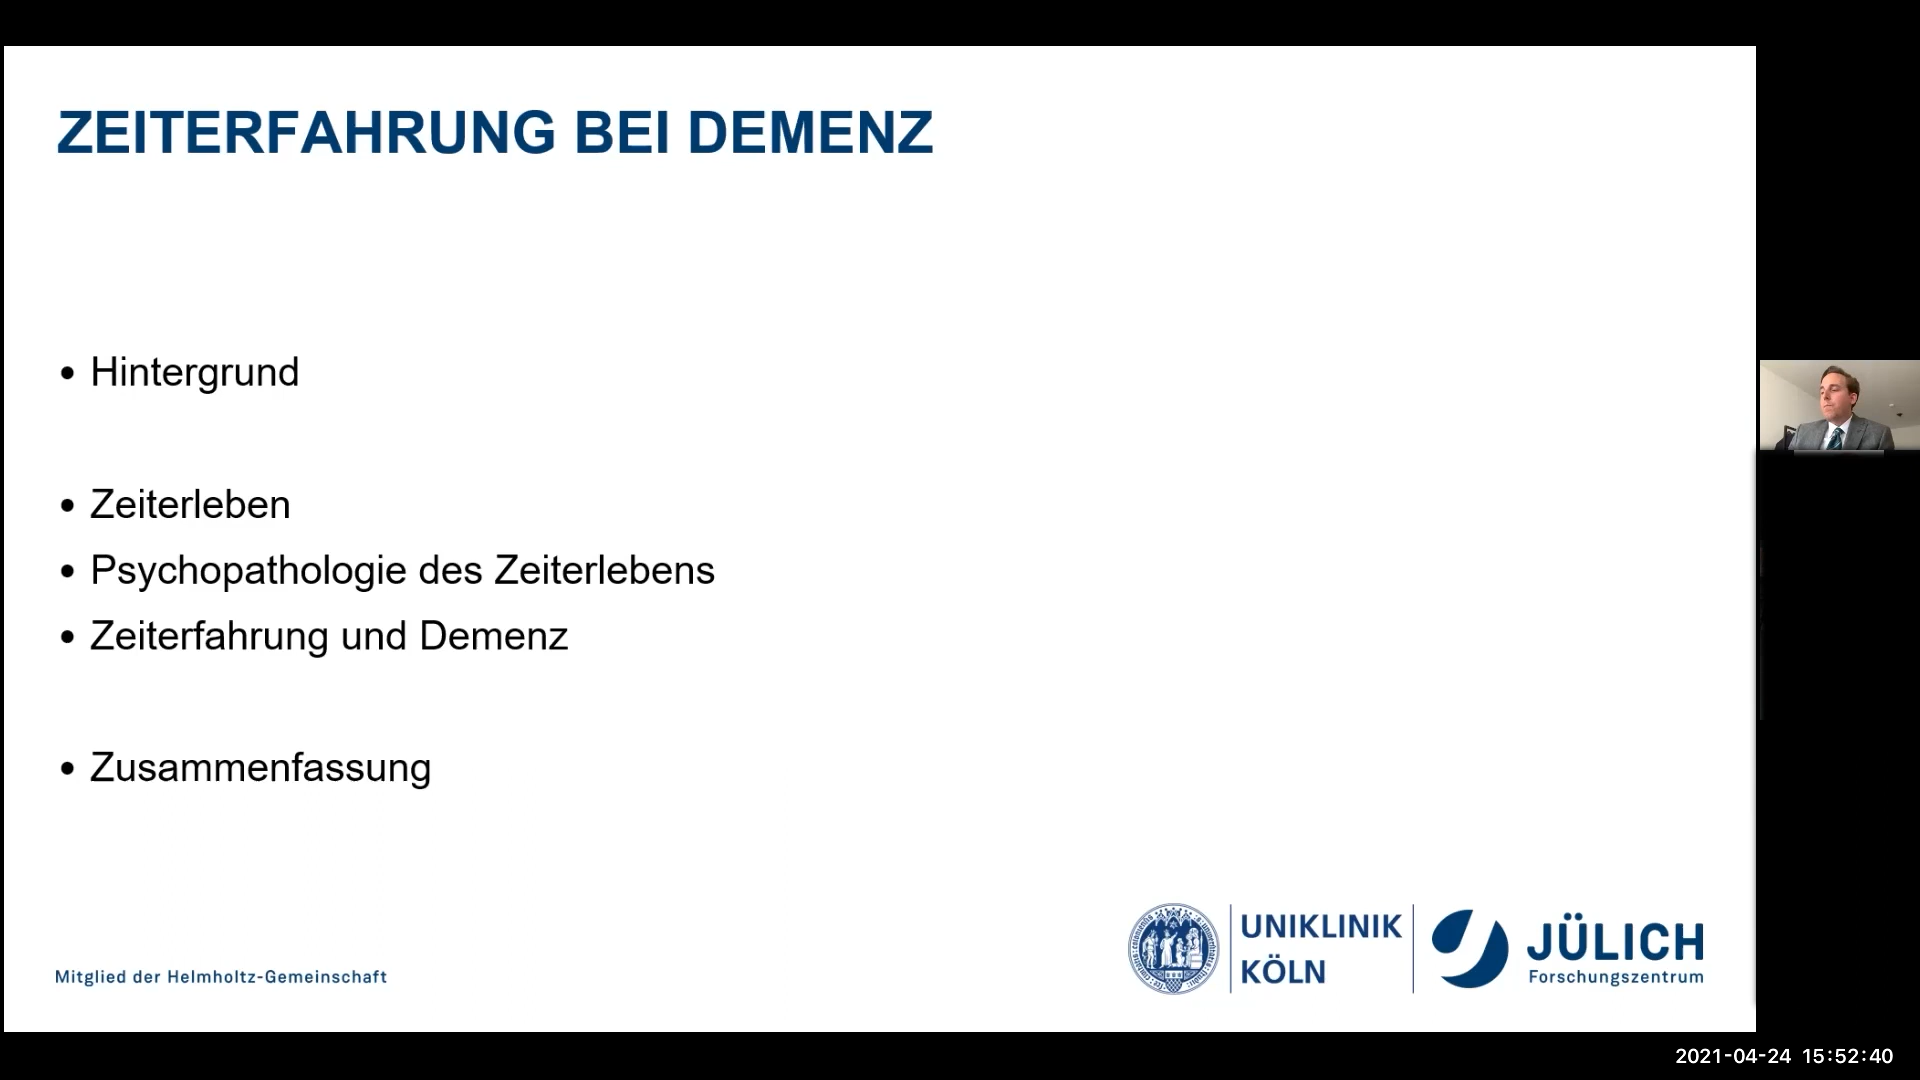 ZEITERFAHRUNG BEI DEMENZ
• Hintergrund
• Zeiterleben
• Psychopathologie des Zeiterlebens
• Zeiterfahrung und Demenz
• Zusammenfassung
Mitglied der Helmholtz-Gemeinschaft
UNIKLINIK
KÖLN
JÜLICH
Forschungszentrum
2021-04-24 15:52:40